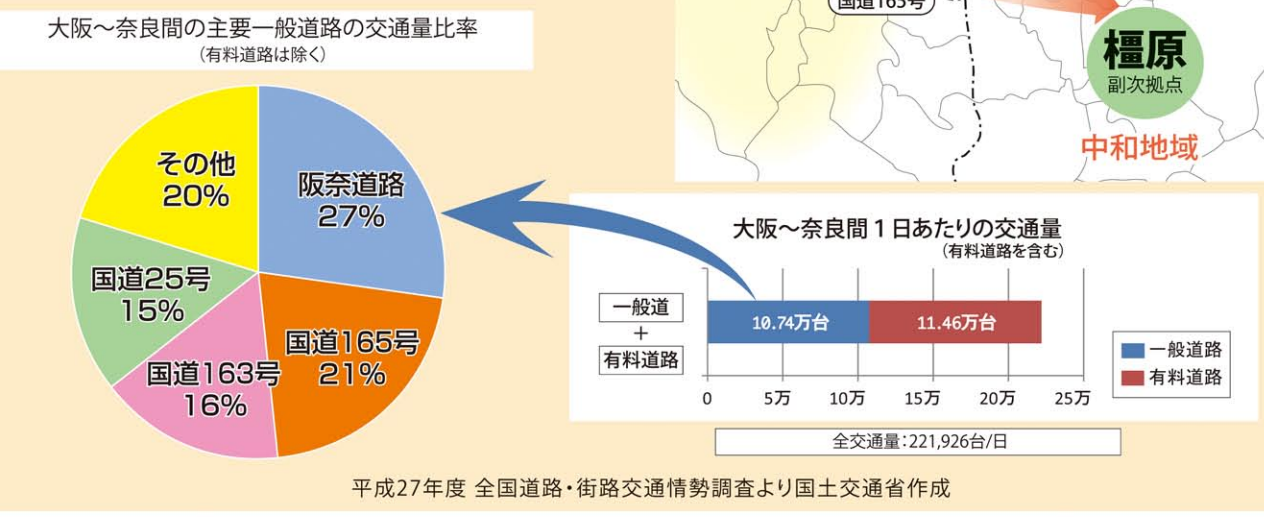 大阪～奈良間の主要一般道路の交通量比率
(有料道路は除く)
その他
20%
阪奈道路
27%
国道25号
15%
国道165号
21%
国道163号
16%
国道165号
橿原
副次拠点
中和地域
大阪～奈良間1日あたりの交通量
(有料道路を含む)
一般道
+
有料道路
10.74万台
11.46万台
一般道路
有料道路
0 5万 10万 15万 20万 25万
全交通量:221,926台/日
平成27年度 全国道路・街路交通情勢調査より国土交通省作成